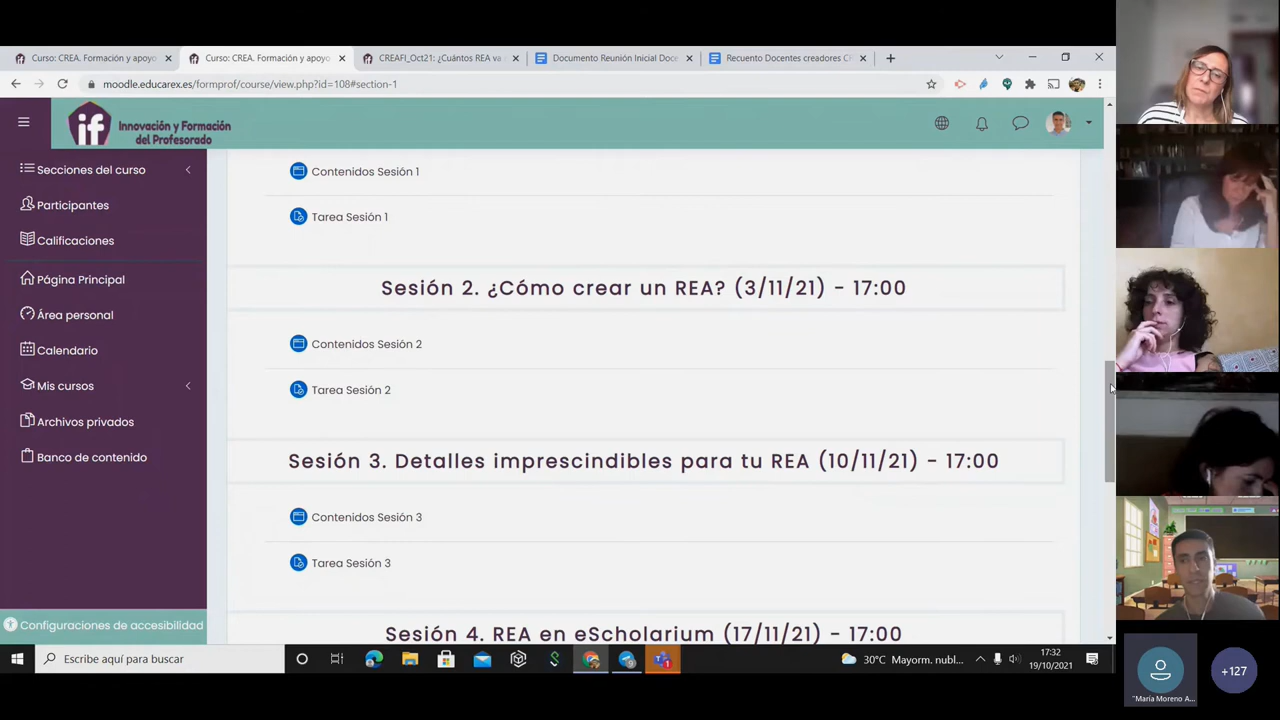 Curso: CREA. Formación y apoyo
Curso: CREA. Formación y apoyo
CREAFI_Oct21: ¿Cuántos REA va
Documento Reunión Inicial Doce
Recuento Docentes creadores CR
moodle.educarex.es/formprof/course/view.php?id=108#section-1
if Innovación y Formación
del Profesorado
Secciones del curso
Participantes
Calificaciones
Página Principal
Área personal
Calendario
Mis cursos
Archivos privados
Banco de contenido
Configuraciones de accesibilidad
Contenidos Sesión 1
Tarea Sesión 1
Sesión 2. ¿Cómo crear un REA? (3/11/21) - 17:00
Contenidos Sesión 2
Tarea Sesión 2
Sesión 3. Detalles imprescindibles para tu REA (10/11/21) - 17:00
Contenidos Sesión 3
Tarea Sesión 3
Sesión 4. REA en eScholarium (17/11/21) - 17:00
Escribe aquí para buscar
30°C Mayorm. nubl...
17:32
19/10/2021
"María Moreno A...
+127